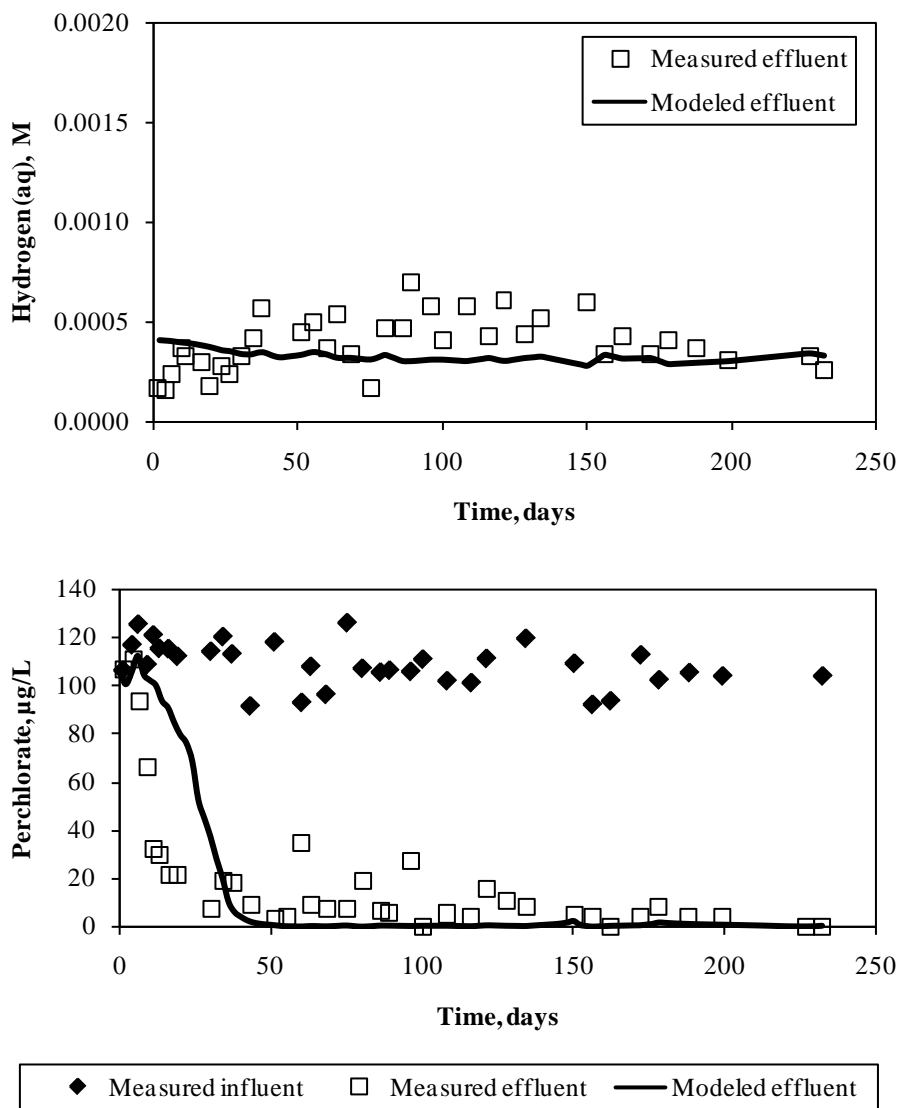 0.0020
0.0015
0.0010
0.0005
0.0000
Hydrogen(aq), M
Measured effluent
Modeled effluent
0 50 100 150 200 250
Time, days
140
120
100
80
60
40
20
0
Perchlorate, µg/L
0 50 100 150 200 250
Time, days
Measured influent Measured effluent Modeled effluent